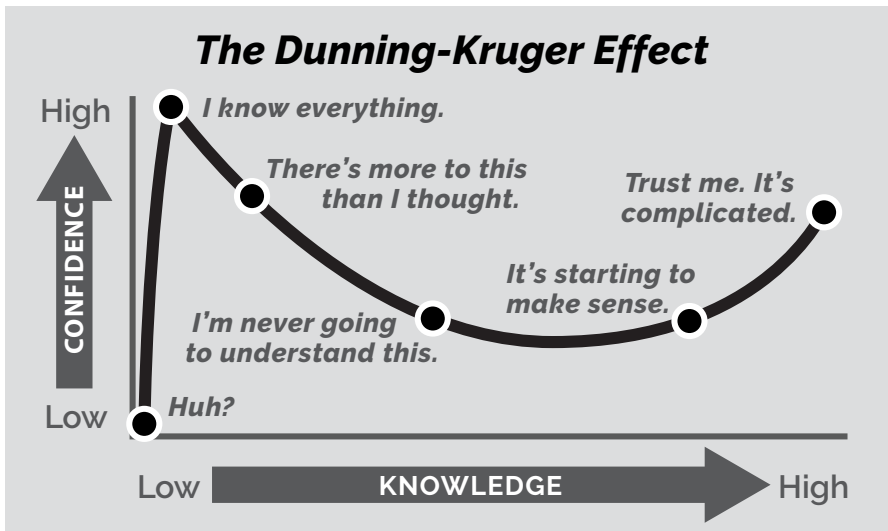 The Dunning-Kruger Effect
High
I know everything.
There's more to this
than I thought.
Trust me. It's
complicated.
CONFIDENCE
It's starting to
make sense.
I'm never going
to understand this.
Huh?
Low
Low
KNOWLEDGE
High